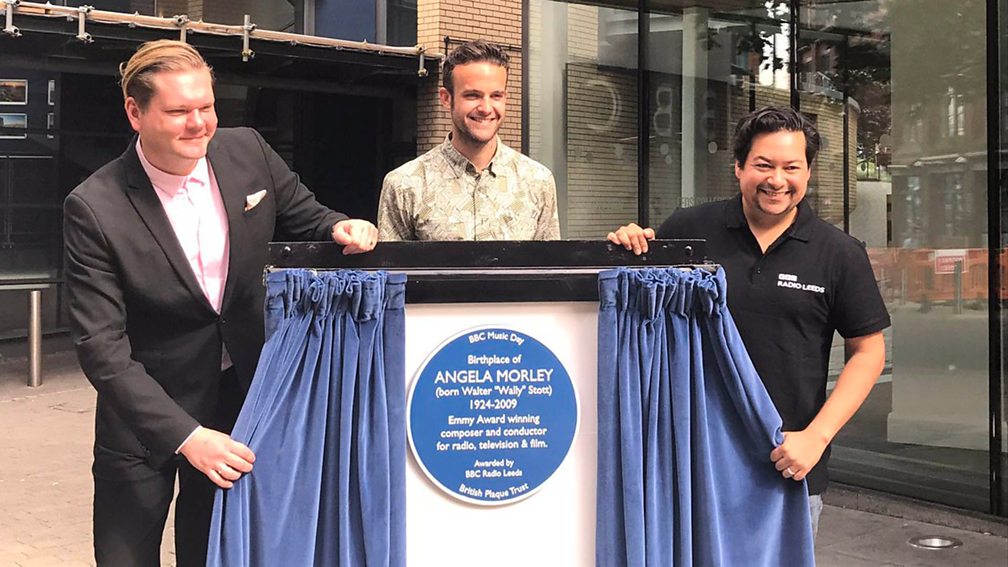 BBC Music Day
Birthplace of
ANGELA MORLEY
(born Walter "Wally" Stott)
1924-2009
Emmy Award winning
composer and conductor
for radio, television & film.
Awarded by
BBC Radio Leeds
British Plaque Trust
BBC
RADIO LEEDS